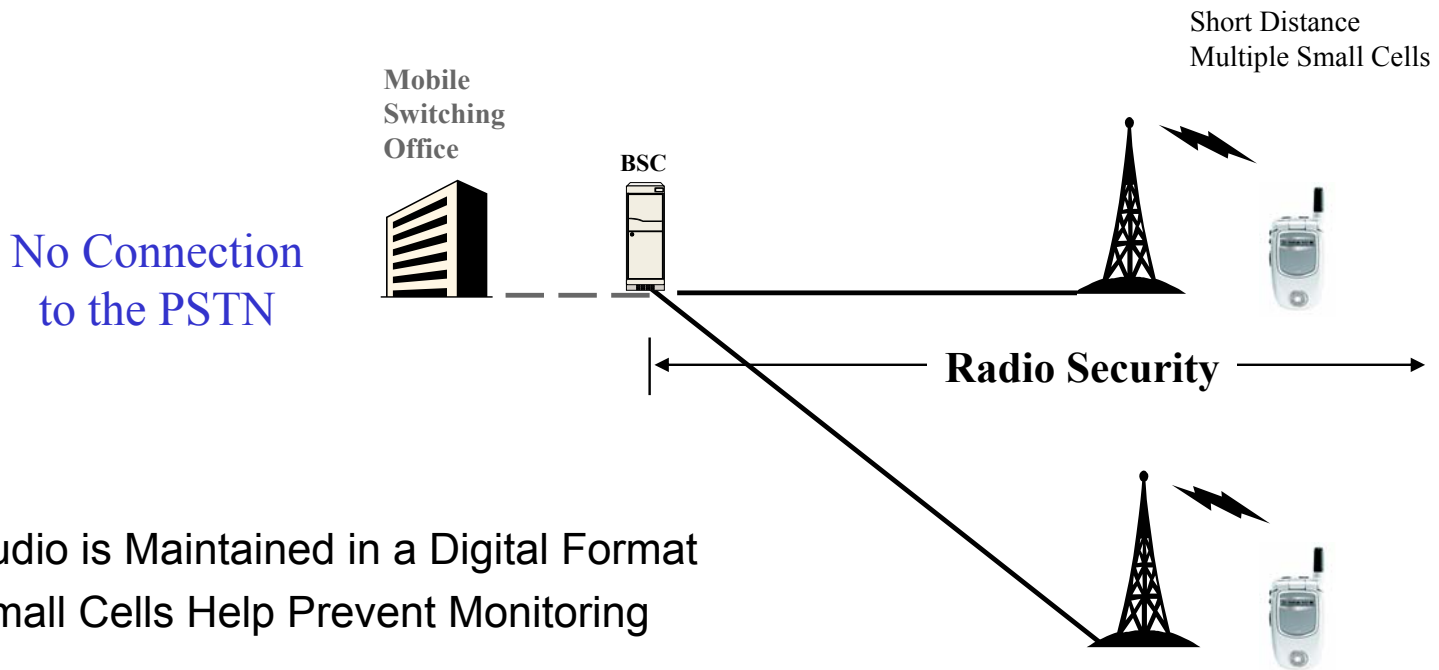 Short Distance
Multiple Small Cells
Mobile
Switching
Office
BSC
No Connection
to the PSTN
Radio Security
udio is Maintained in a Digital Format
mall Cells Help Prevent Monitoring